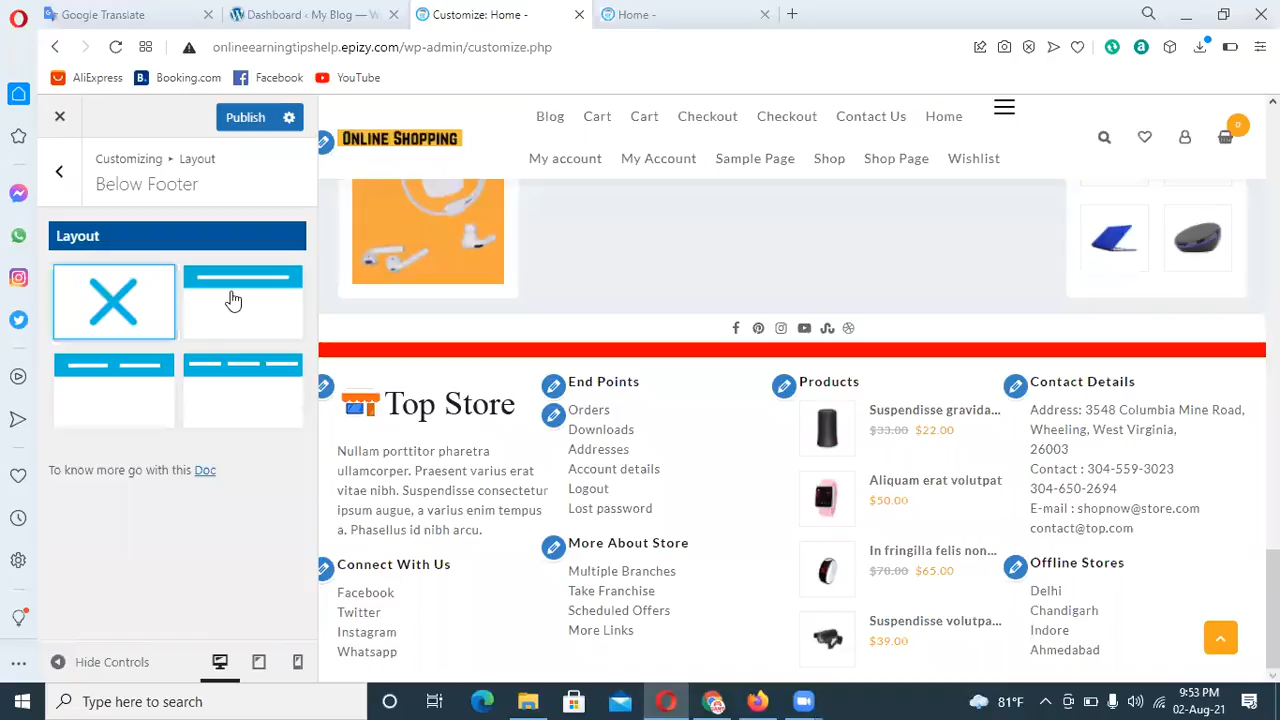 Google Translate
Dashboard ‹ My Blog — W
Customize: Home -
Home -
onlineearningtipshelp.epizy.com/wp-admin/customize.php
AliExpress
Booking.com
Facebook
YouTube
Publish
Customizing ▸ Layout
Below Footer
Layout
To know more go with this Doc
Hide Controls
ONLINE SHOPPING
Blog Cart Cart Checkout Checkout Contact Us Home
My account My Account Sample Page Shop Shop Page Wishlist
0
Top Store
Nullam porttitor pharetra
ullamcorper. Praesent varius erat
vitae nibh. Suspendisse consectetur
ipsum augue, a varius enim tempus
a. Phasellus id nibh arcu.
Connect With Us
Facebook
Twitter
Instagram
Whatsapp
End Points
Orders
Downloads
Addresses
Account details
Logout
Lost password
More About Store
Multiple Branches
Take Franchise
Scheduled Offers
More Links
Products
Suspendisse gravida...
$33.00 $22.00
Aliquam erat volutpat
$50.00
In fringilla felis non...
$78.00 $65.00
Suspendisse volutpa...
$39.00
Contact Details
Address: 3548 Columbia Mine Road,
Wheeling, West Virginia,
26003
Contact : 304-559-3023
304-650-2694
E-mail : shopnow@store.com
contact@top.com
Offline Stores
Delhi
Chandigarh
Indore
Ahmedabad
Type here to search
81°F
9:53 PM
02-Aug-21